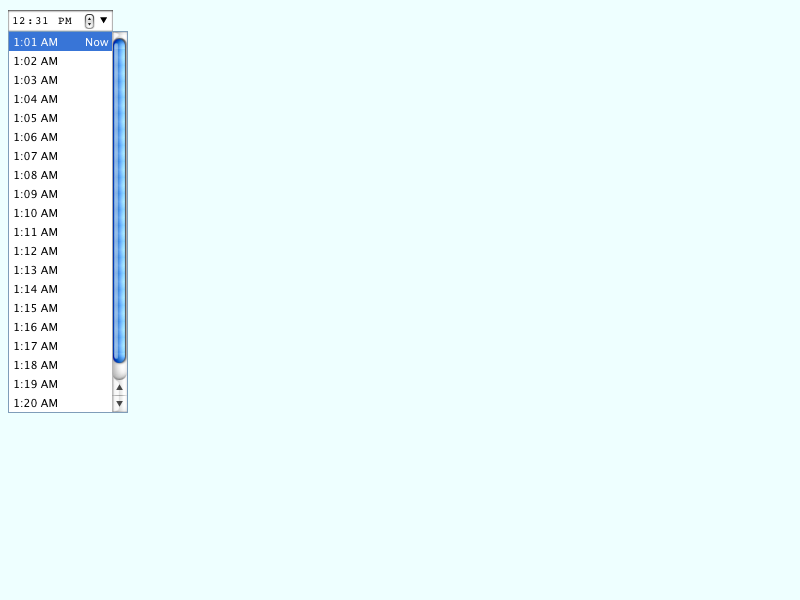 12:31 PM
1:01 AM Now
1:02 AM
1:03 AM
1:04 AM
1:05 AM
1:06 AM
1:07 AM
1:08 AM
1:09 AM
1:10 AM
1:11 AM
1:12 AM
1:13 AM
1:14 AM
1:15 AM
1:16 AM
1:17 AM
1:18 AM
1:19 AM
1:20 AM